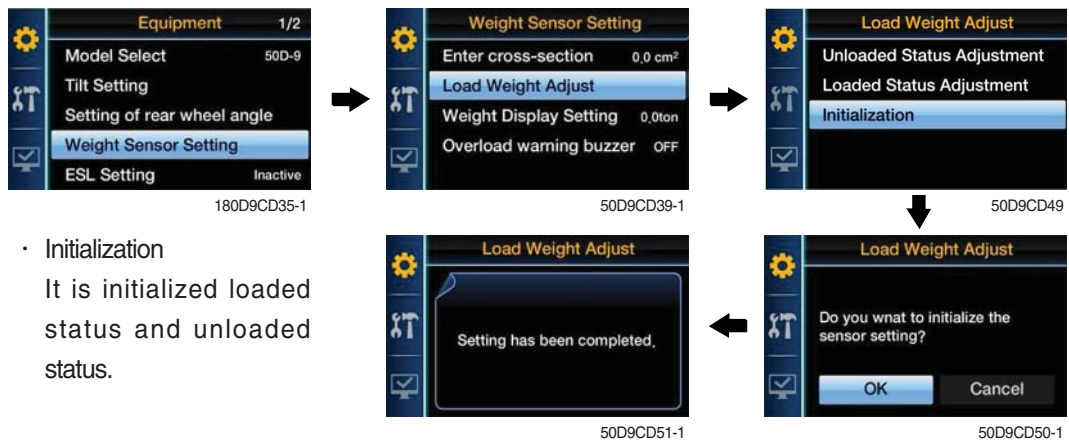 Equipment 1/2
Model Select 50D-9
Tilt Setting
Setting of rear wheel angle
Weight Sensor Setting
ESL Setting Inactive
180D9CD35-1
Weight Sensor Setting
Enter cross-section 0.0 cm²
Load Weight Adjust
Weight Display Setting 0.0ton
Overload warning buzzer OFF
50D9CD39-1
Load Weight Adjust
Unloaded Status Adjustment
Loaded Status Adjustment
Initialization
50D9CD49
· Initialization
It is initialized loaded
status and unloaded
status.
Load Weight Adjust
Do you wnat to initialize the
sensor setting?
OK Cancel
50D9CD50-1
Load Weight Adjust
Setting has been completed.
50D9CD51-1